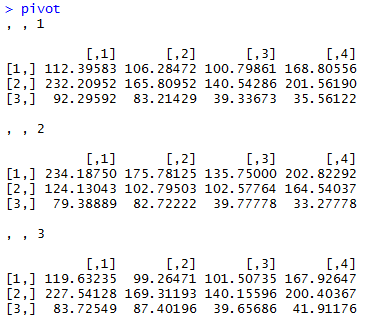 > pivot
, , 1
[,1] [,2] [,3] [,4]
[1,] 112.39583 106.28472 100.79861 168.80556
[2,] 232.20952 165.80952 140.54286 201.56190
[3,] 92.29592 83.21429 39.33673 35.56122
, , 2
[,1] [,2] [,3] [,4]
[1,] 234.18750 175.78125 135.75000 202.82292
[2,] 124.13043 102.79503 102.57764 164.54037
[3,] 79.38889 82.72222 39.77778 33.27778
, , 3
[,1] [,2] [,3] [,4]
[1,] 119.63235 99.26471 101.50735 167.92647
[2,] 227.54128 169.31193 140.15596 200.40367
[3,] 83.72549 87.40196 39.65686 41.91176